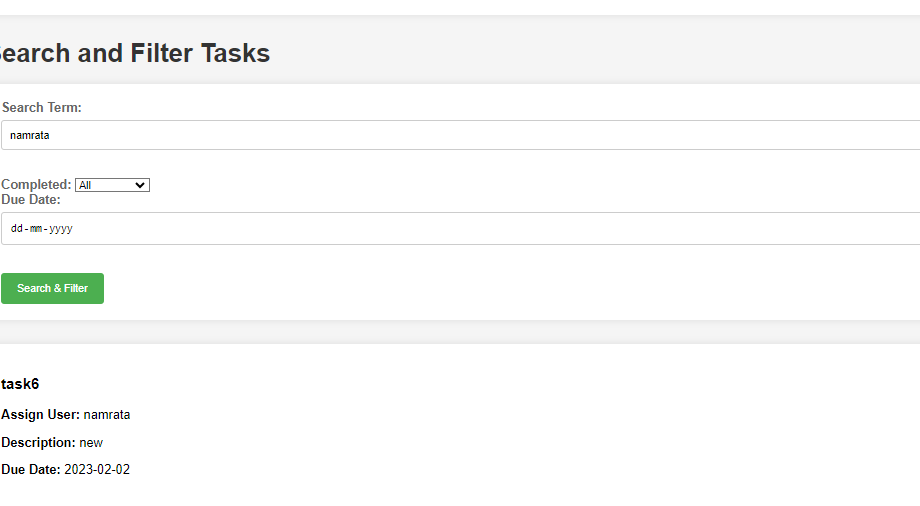 Search and Filter Tasks
Search Term:
namrata
Completed: All
Due Date:
dd-mm-yyyy
Search & Filter
task6
Assign User: namrata
Description: new
Due Date: 2023-02-02